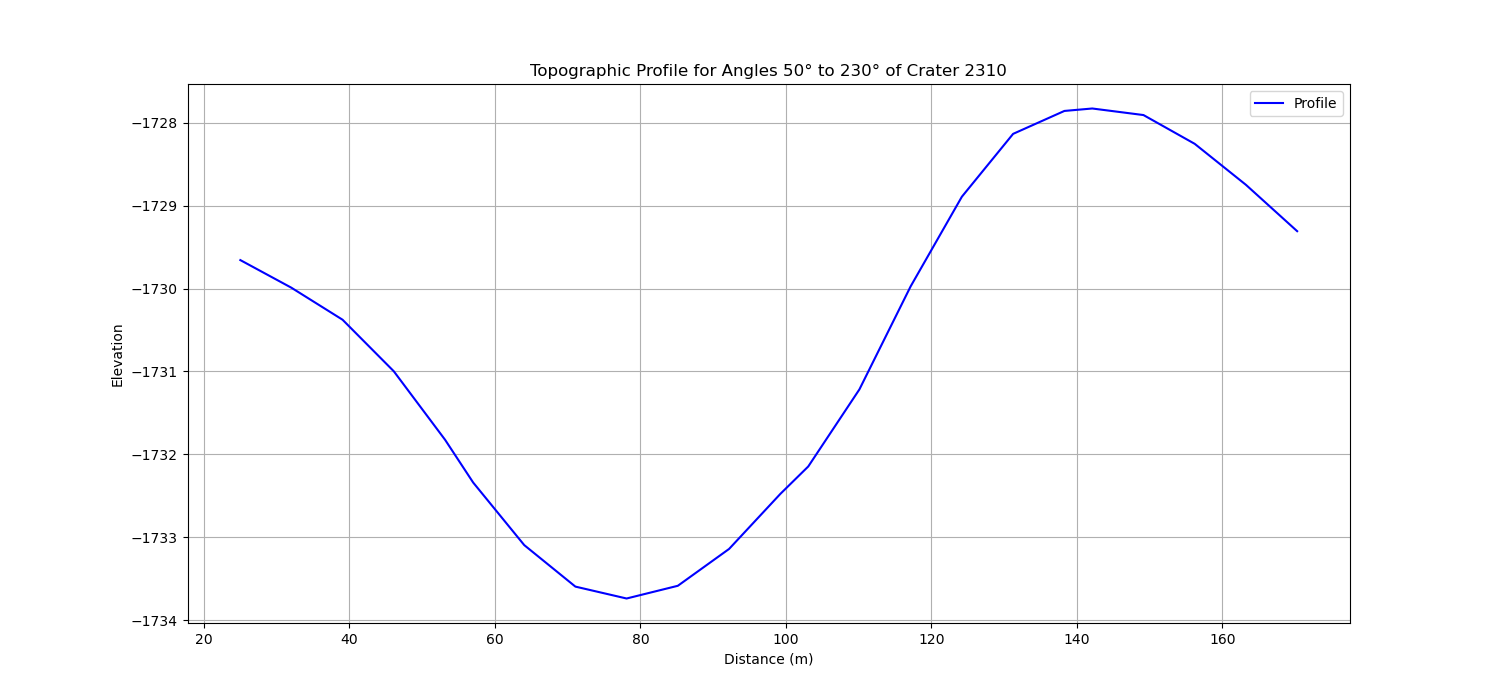 Topographic Profile for Angles 50° to 230° of Crater 2310
Profile
−1728
−1729
−1730
−1731
−1732
−1733
−1734
Elevation
20 40 60 80 100 120 140 160
Distance (m)